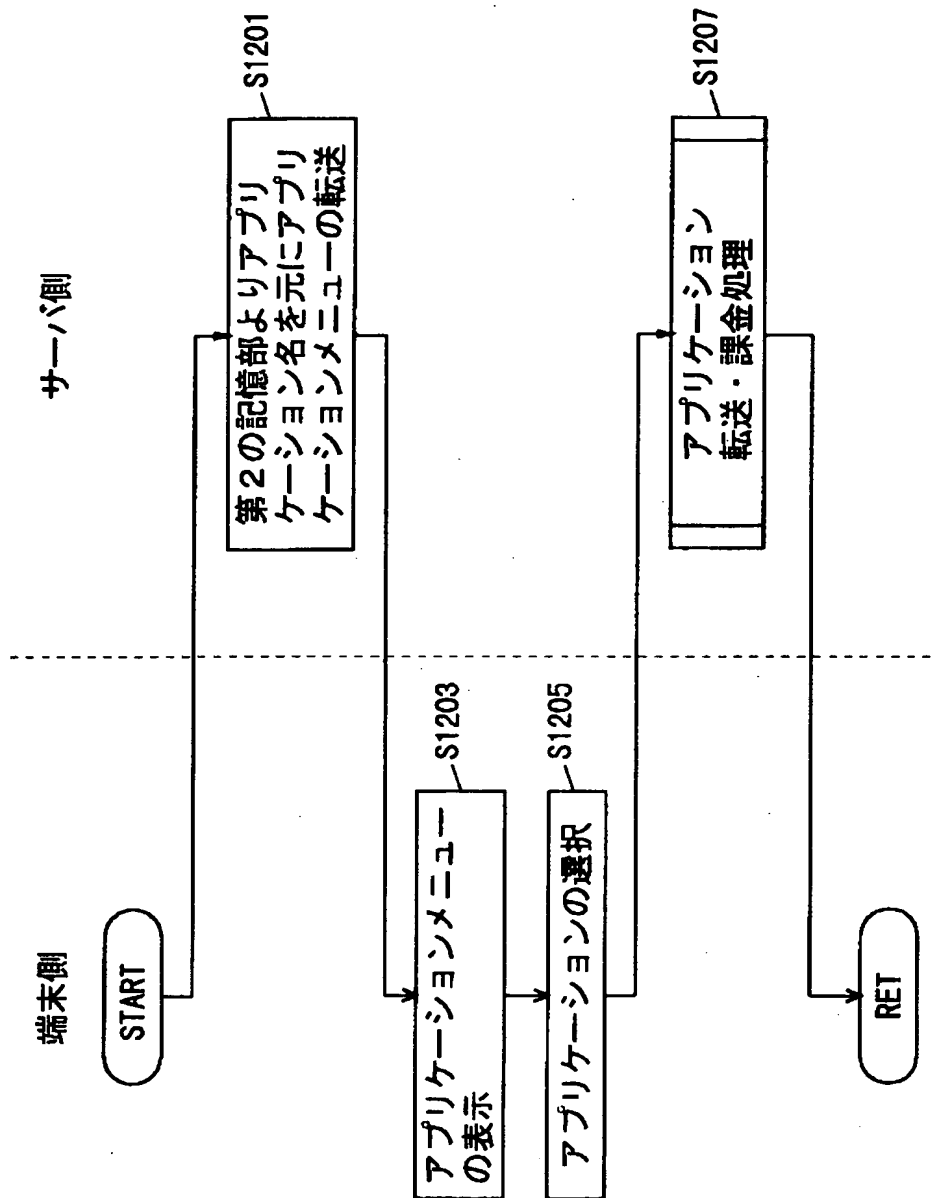 端末側
サーバ側
START
第2の記憶部よりアプリ
ケーション名を元にアプリ
ケーションメニューの転送
S1201
アプリケーションメニュー
の表示
S1203
アプリケーションの選択
S1205
アプリケーション
転送・課金処理
S1207
RET